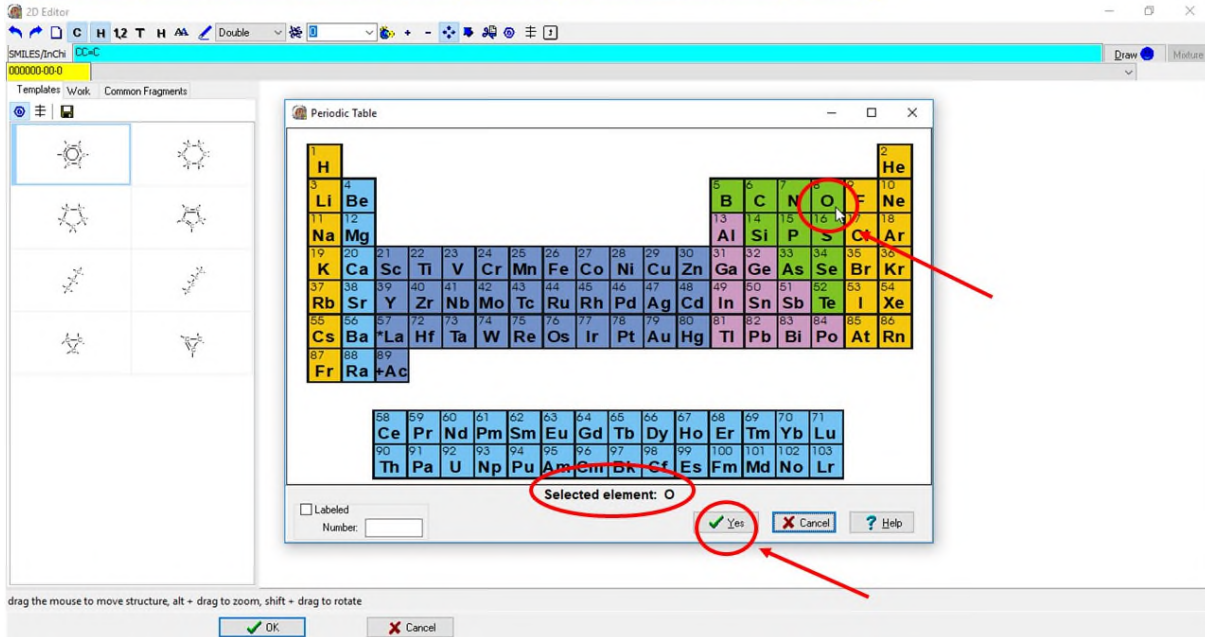 2D Editor
C H 1,2 T H AA Double 0 + -
SMILES/InChi CC=C Draw Mixture
000000-00-0
Templates Work Common Fragments
Periodic Table
1 2
H He
3 4 5 6 7 8 9 10
Li Be B C N O F Ne
11 12 13 14 15 16 17 18
Na Mg Al Si P S Cl Ar
19 20 21 22 23 24 25 26 27 28 29 30 31 32 33 34 35 36
K Ca Sc Ti V Cr Mn Fe Co Ni Cu Zn Ga Ge As Se Br Kr
37 38 39 40 41 42 43 44 45 46 47 48 49 50 51 52 53 54
Rb Sr Y Zr Nb Mo Tc Ru Rh Pd Ag Cd In Sn Sb Te I Xe
55 56 57 72 73 74 75 76 77 78 79 80 81 82 83 84 85 86
Cs Ba *La Hf Ta W Re Os Ir Pt Au Hg Tl Pb Bi Po At Rn
87 88 89
Fr Ra +Ac
58 59 60 61 62 63 64 65 66 67 68 69 70 71
Ce Pr Nd Pm Sm Eu Gd Tb Dy Ho Er Tm Yb Lu
90 91 92 93 94 95 96 97 98 99 100 101 102 103
Th Pa U Np Pu Am Cm Bk Cf Es Fm Md No Lr
Selected element: O
Labeled
Number:
Yes Cancel ? Help
drag the mouse to move structure, alt + drag to zoom, shift + drag to rotate
OK Cancel